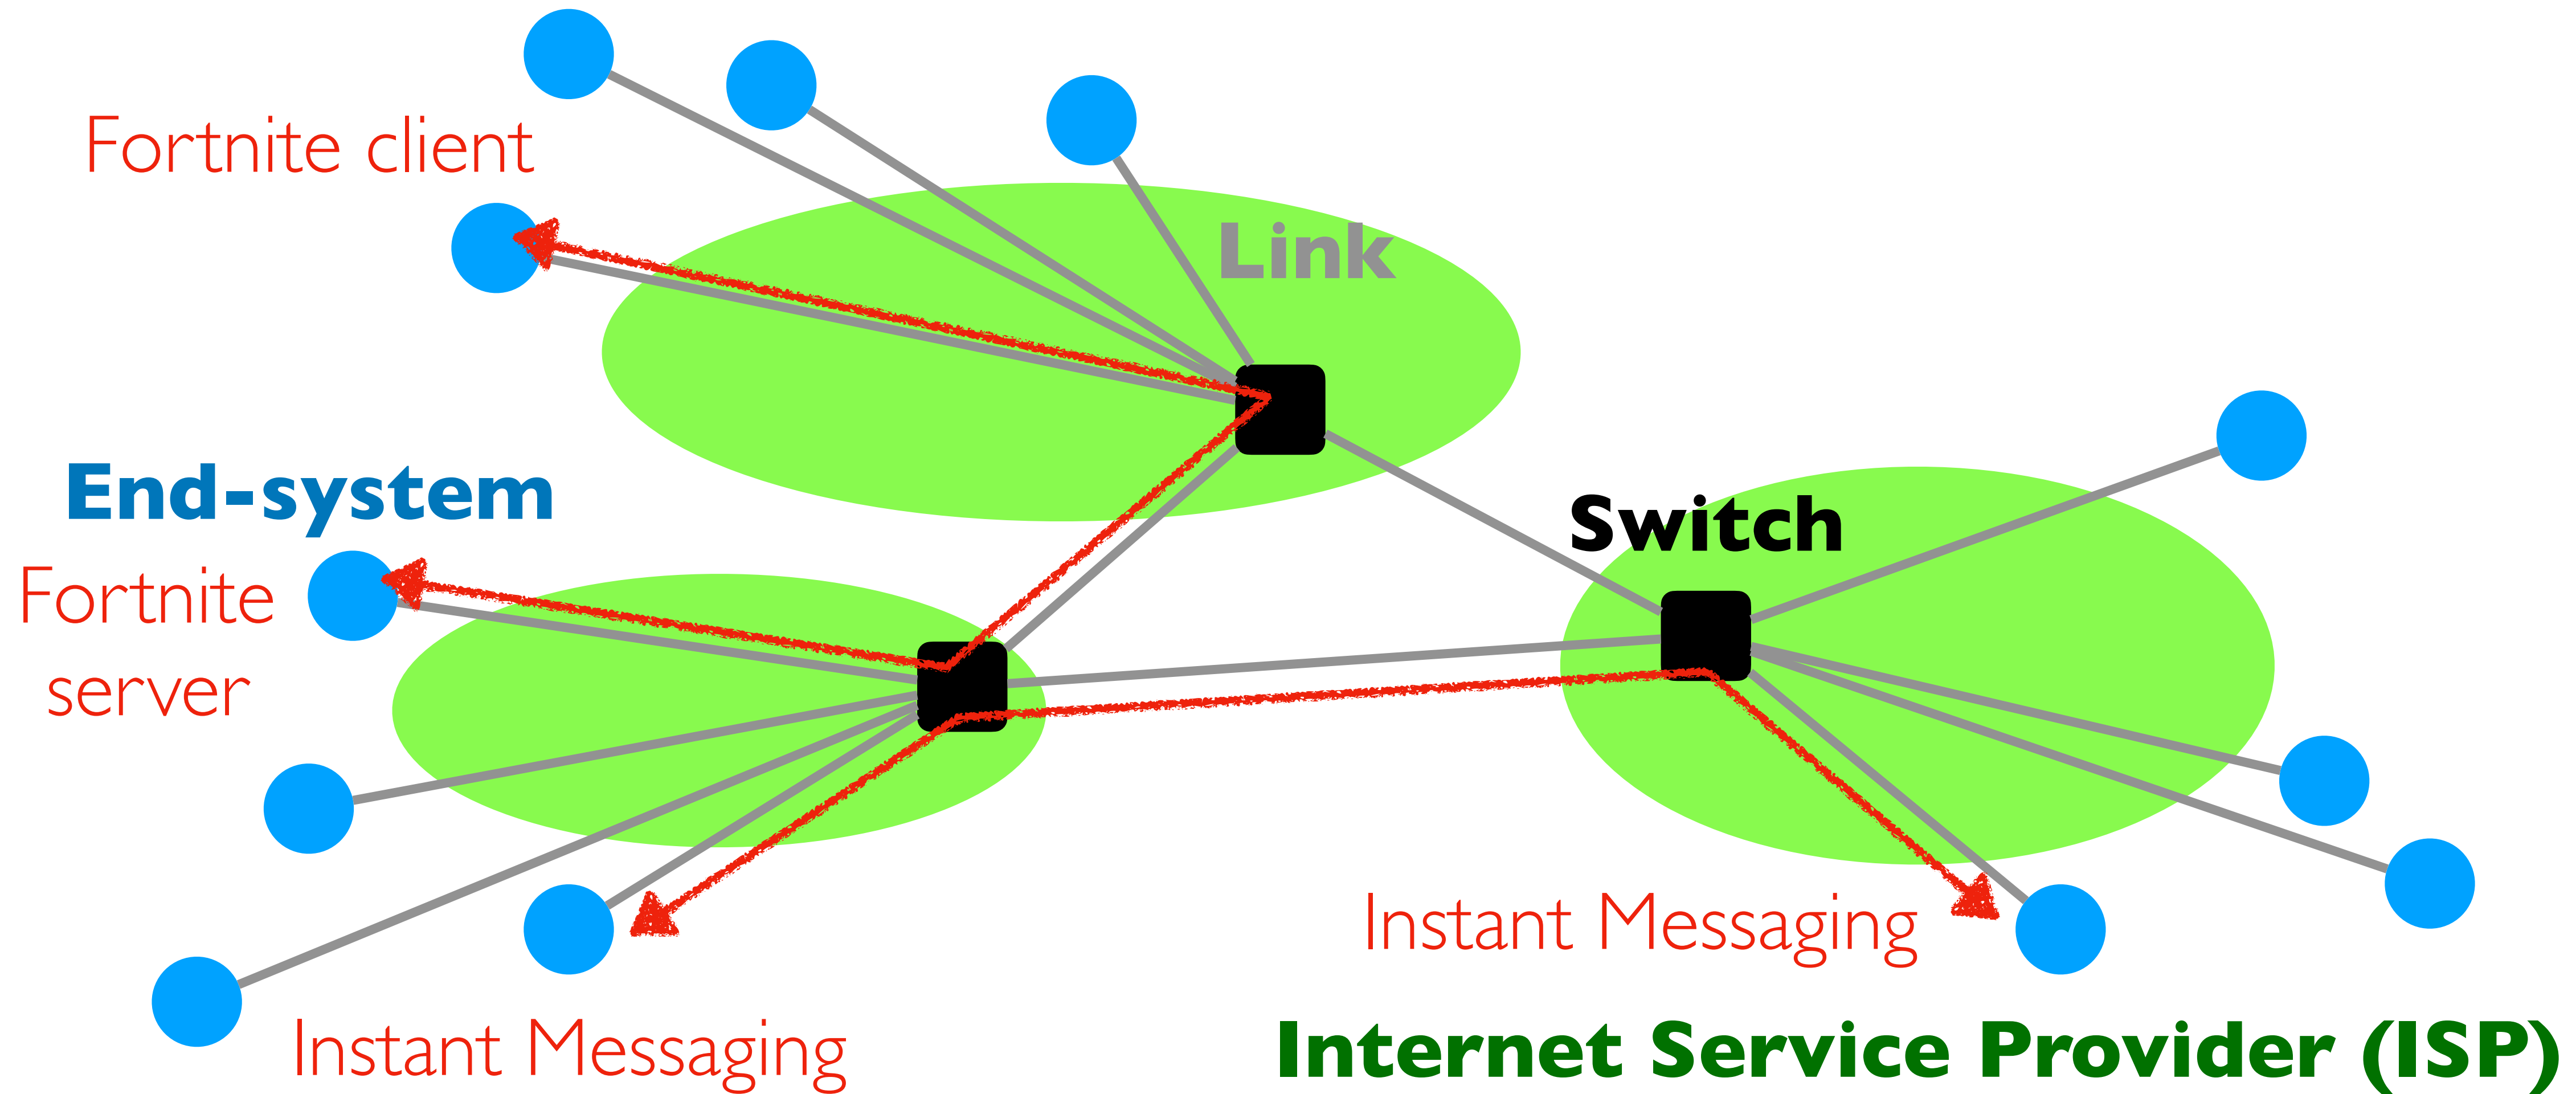 Fortnite client
Link
End-system
Switch
Fortnite
server
Instant Messaging
Instant Messaging
Internet Service Provider (ISP)